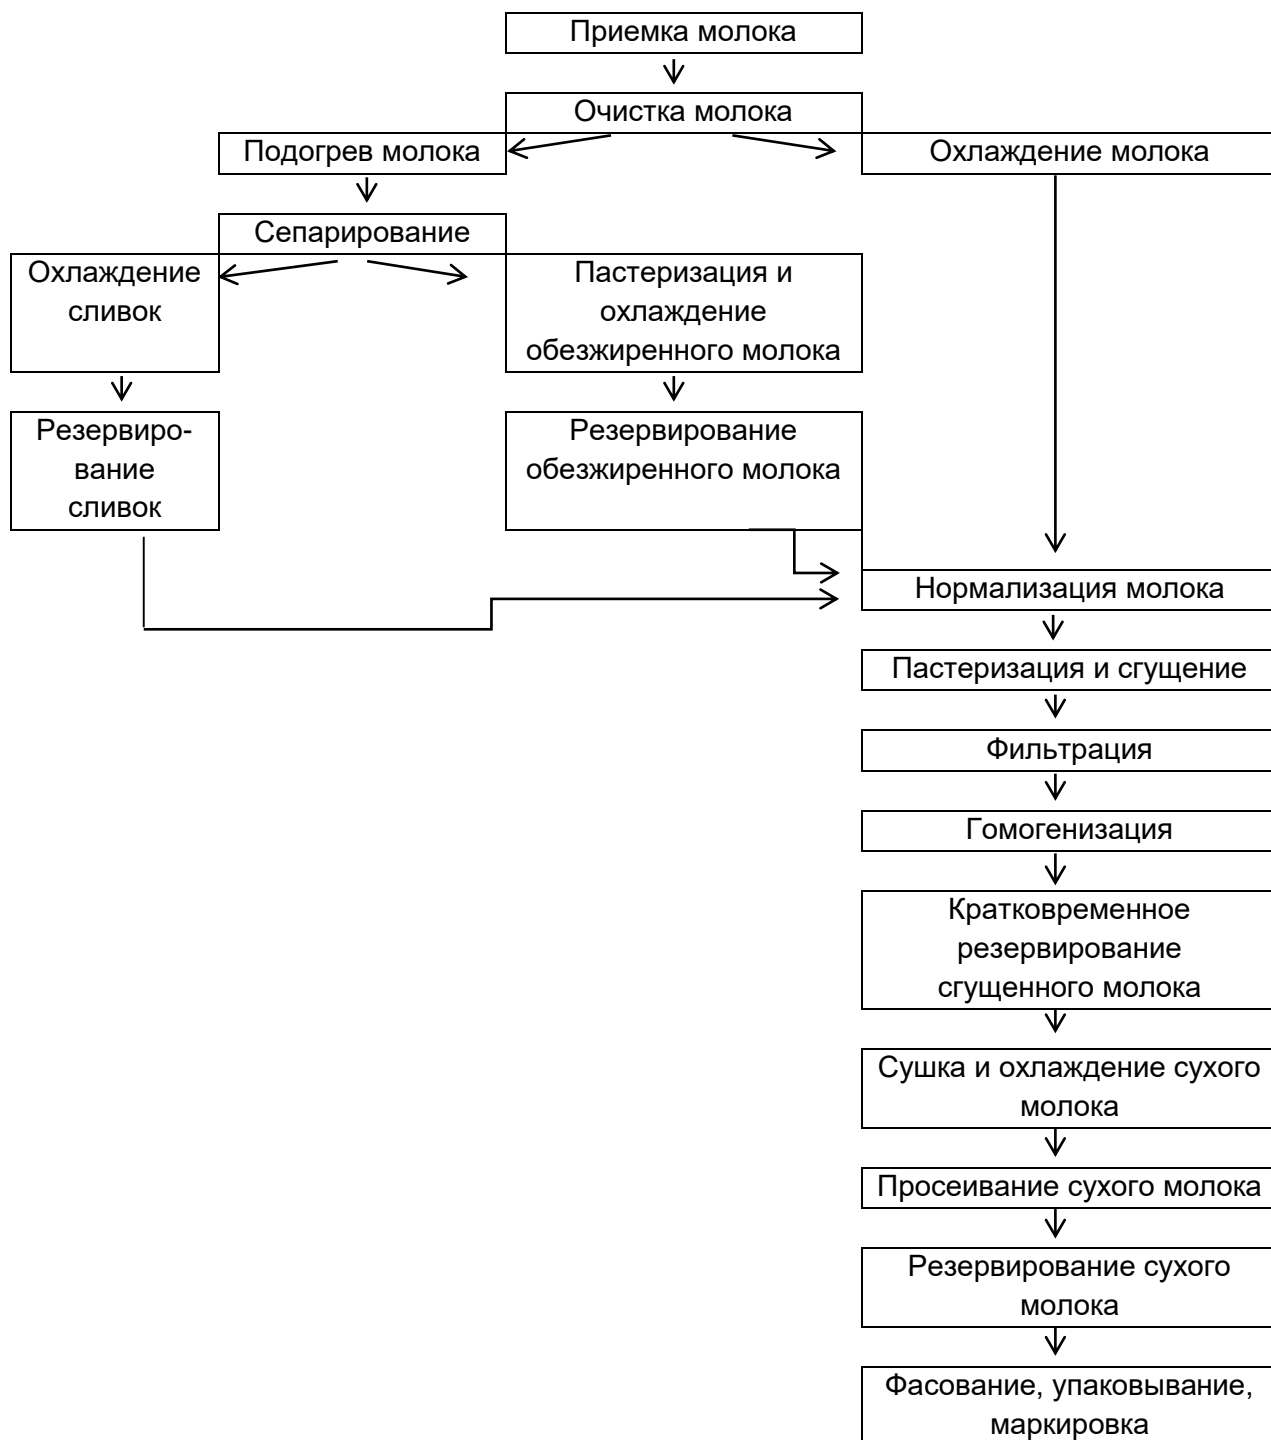 Приемка молока
Очистка молока
Подогрев молока
Охлаждение молока
Сепарирование
Охлаждение
сливок
Пастеризация и
охлаждение
обезжиренного молока
Резервиро-
вание
сливок
Резервирование
обезжиренного молока
Нормализация молока
Пастеризация и сгущение
Фильтрация
Гомогенизация
Кратковременное
резервирование
сгущенного молока
Сушка и охлаждение сухого
молока
Просеивание сухого молока
Резервирование сухого
молока
Фасование, упаковывание,
маркировка